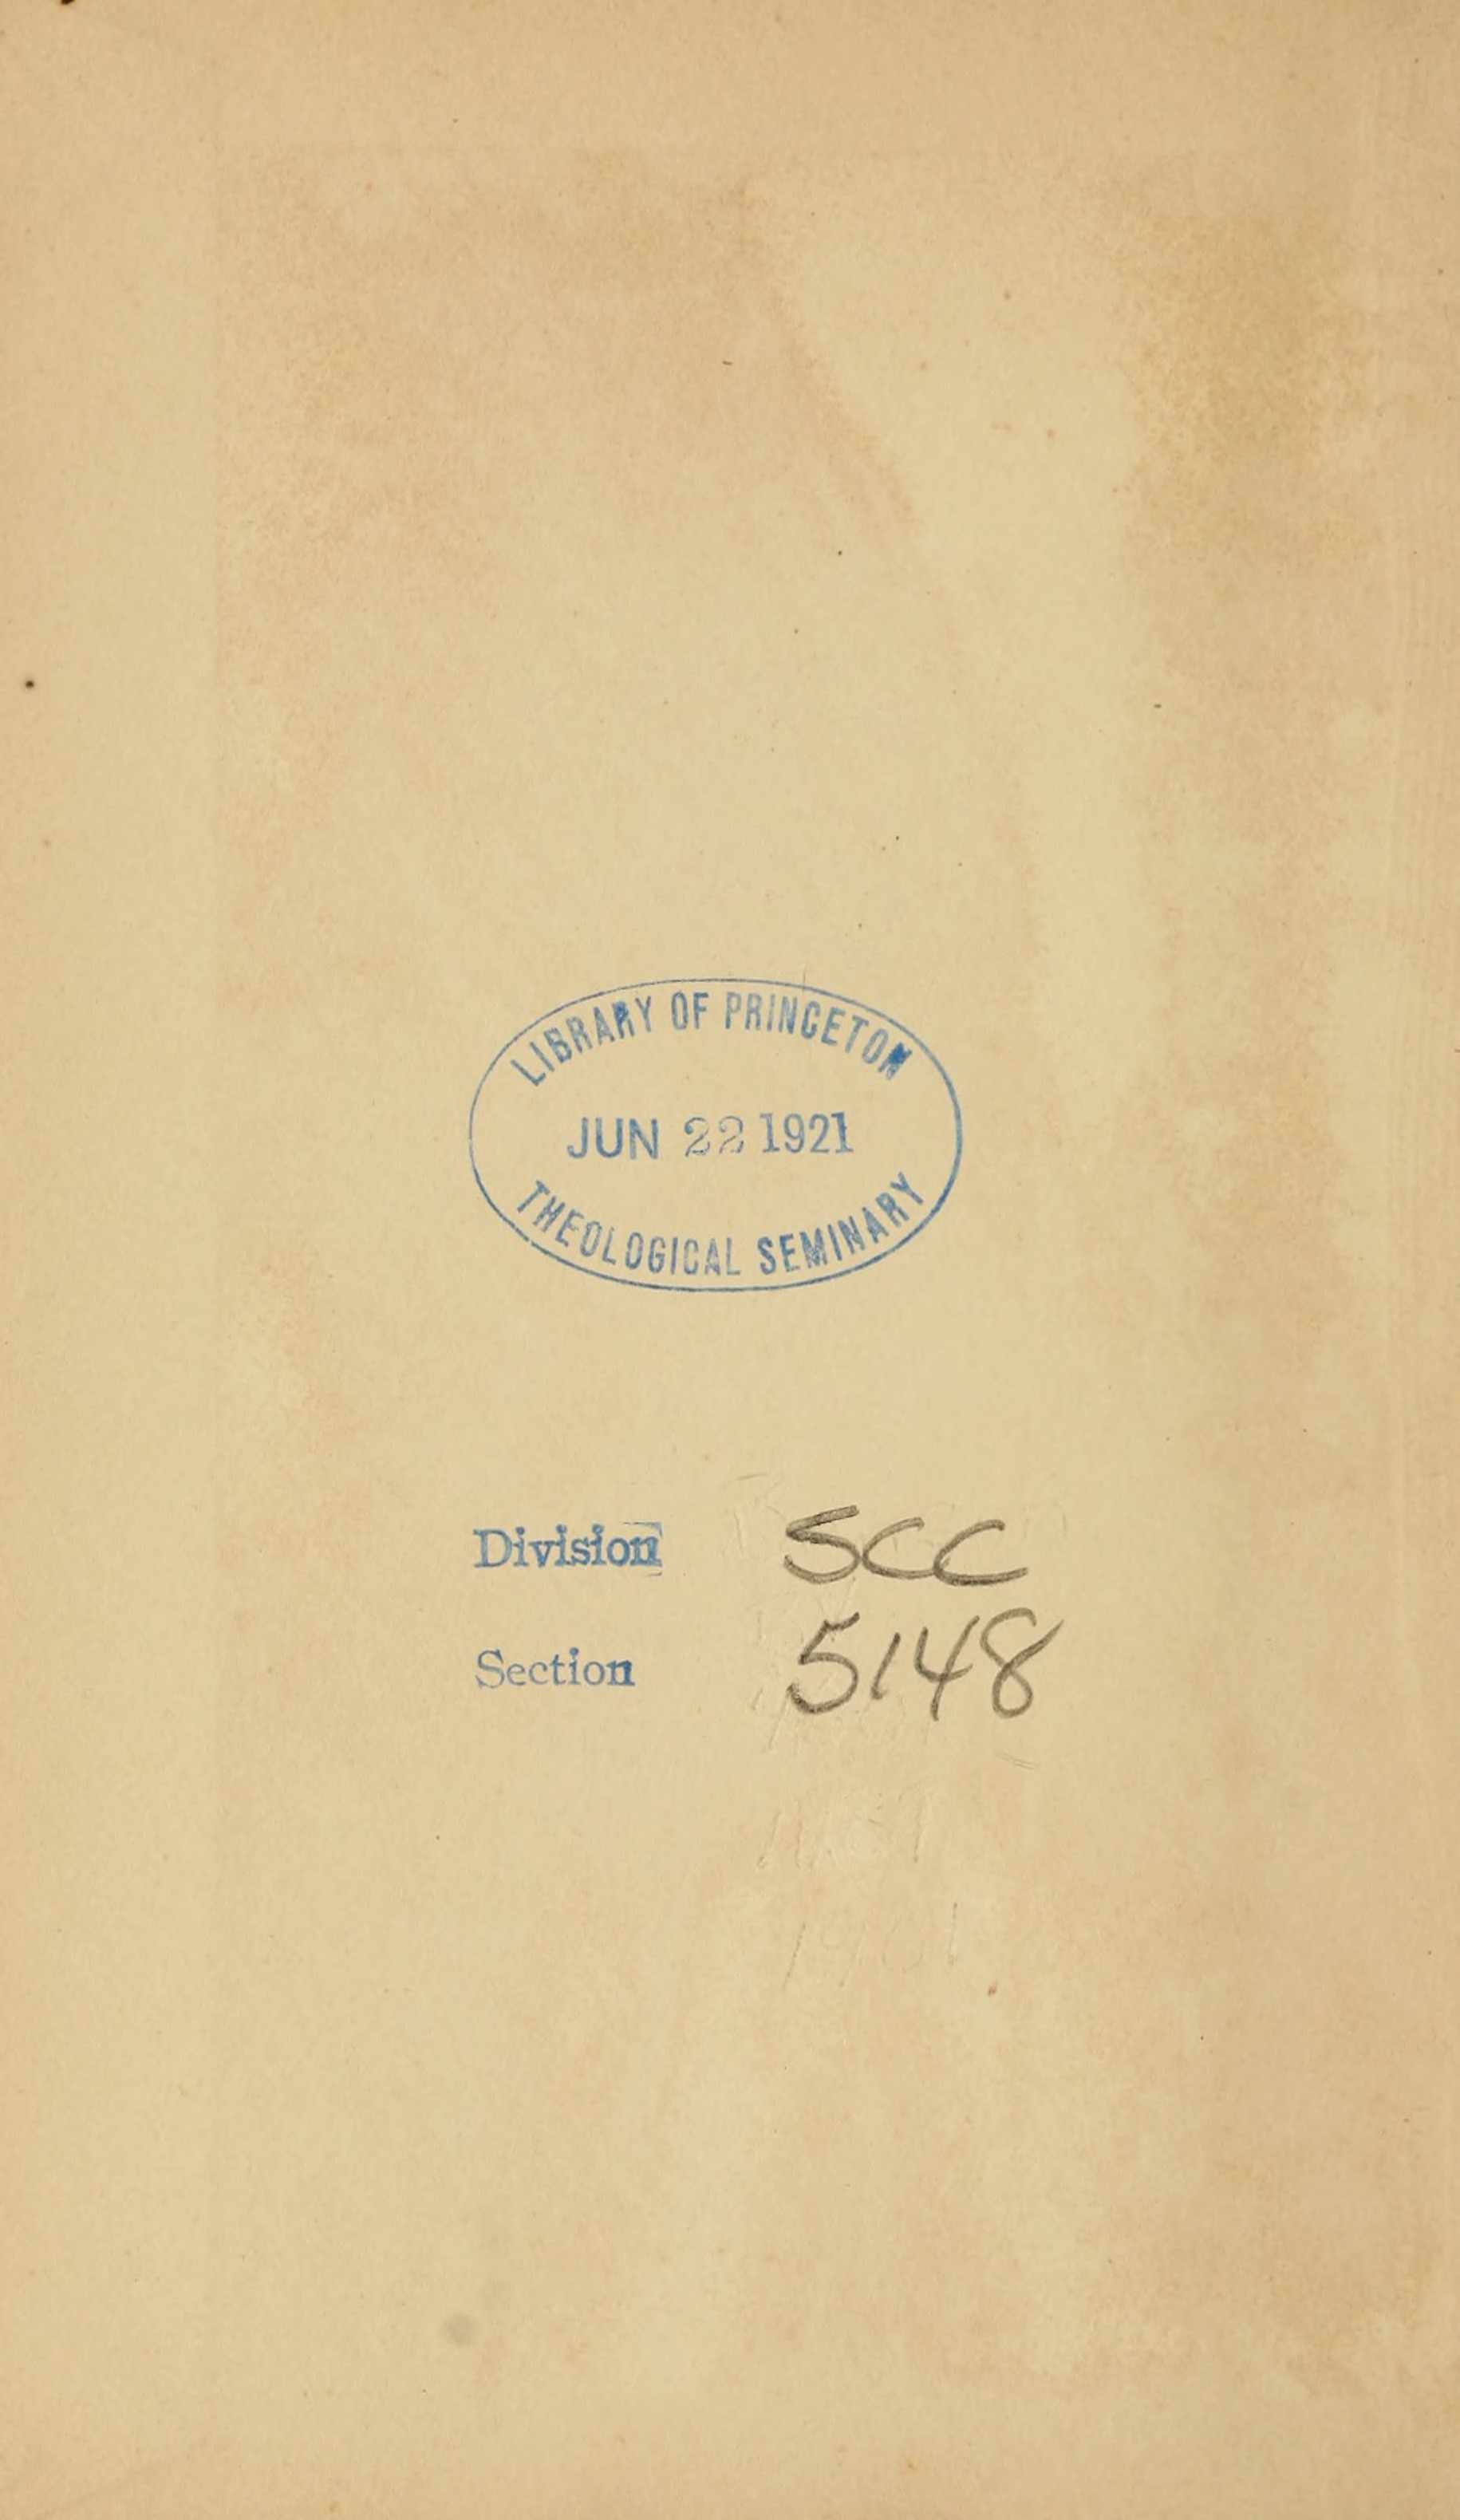 LIBRARY OF PRINCETON
JUN 22 1921
THEOLOGICAL SEMINARY
Division SCC
Section 5148